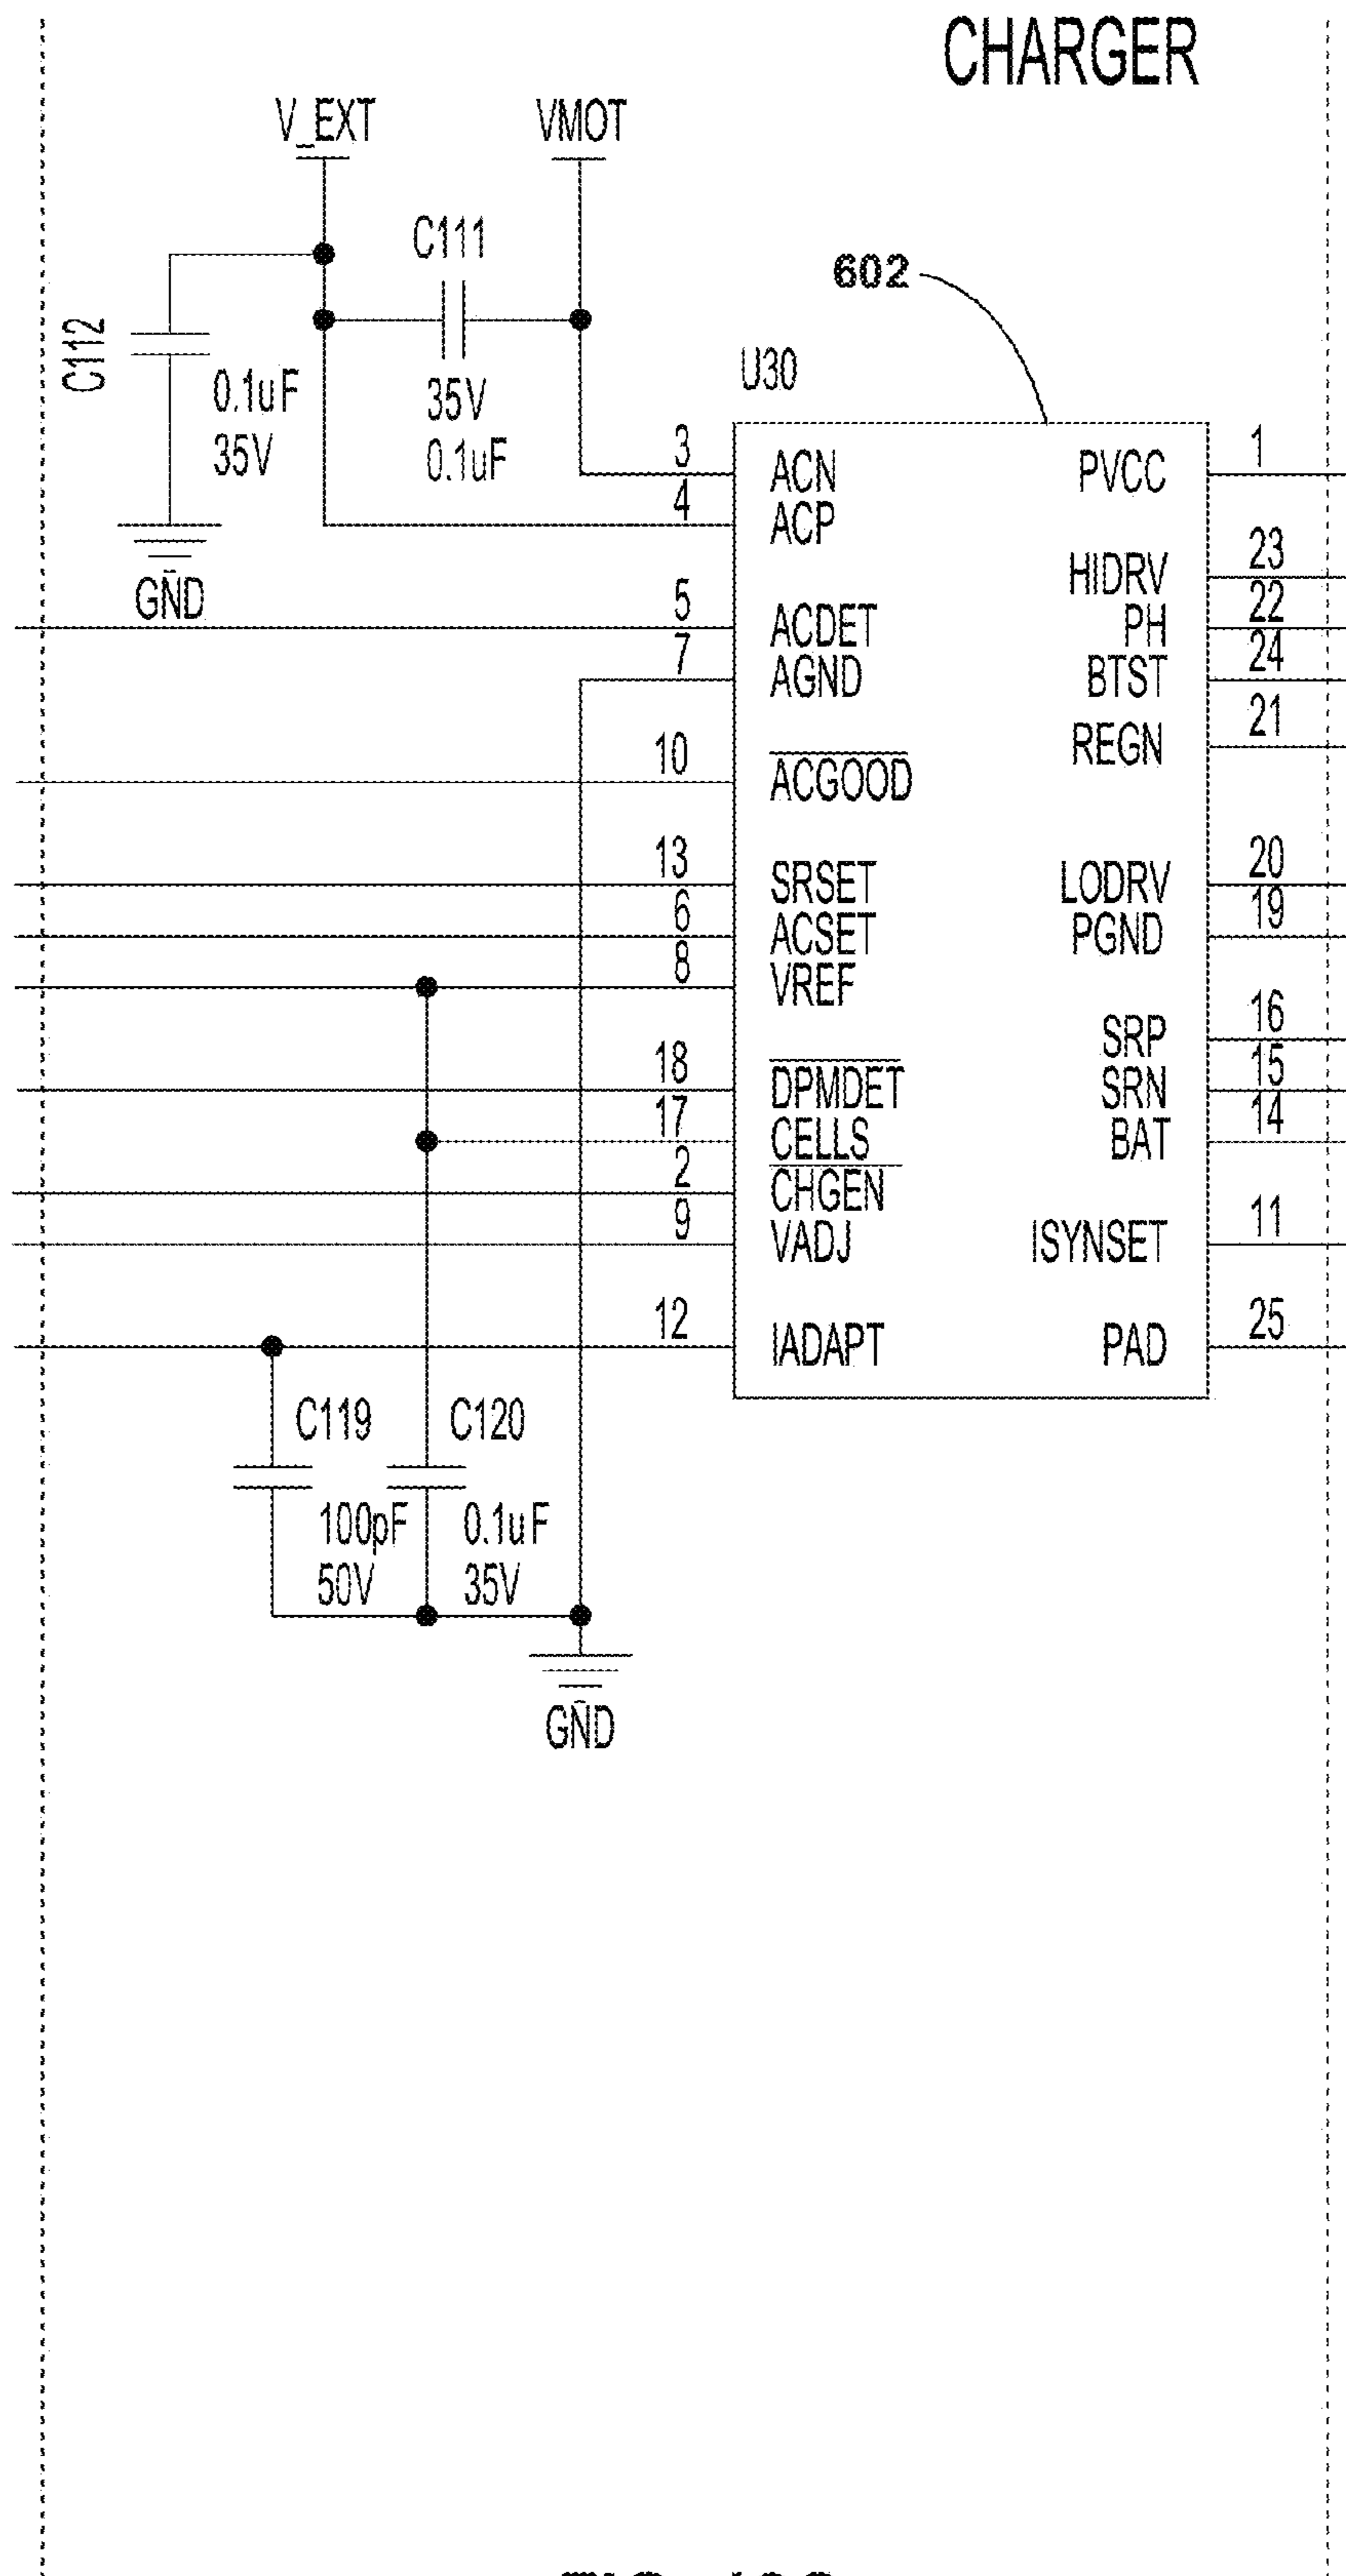 CHARGER
V_EXT
VMOT
C111
602
C112
U30
0.1uF
35V
35V
0.1uF
GND
3 ACN
4 ACP
5 ACDET
7 AGND
10 ACGOOD
13 SRSET
6 ACSET
8 VREF
18 DPMDET
17 CELLS
2 CHGEN
9 VADJ
12 IADAPT
PVCC 1
HIDRV 23
PH 22
BTST 24
REGN 21
LODRV 20
PGND 19
SRP 16
SRN 15
BAT 14
ISYNSET 11
PAD 25
C119
C120
100pF
50V
0.1uF
35V
GND